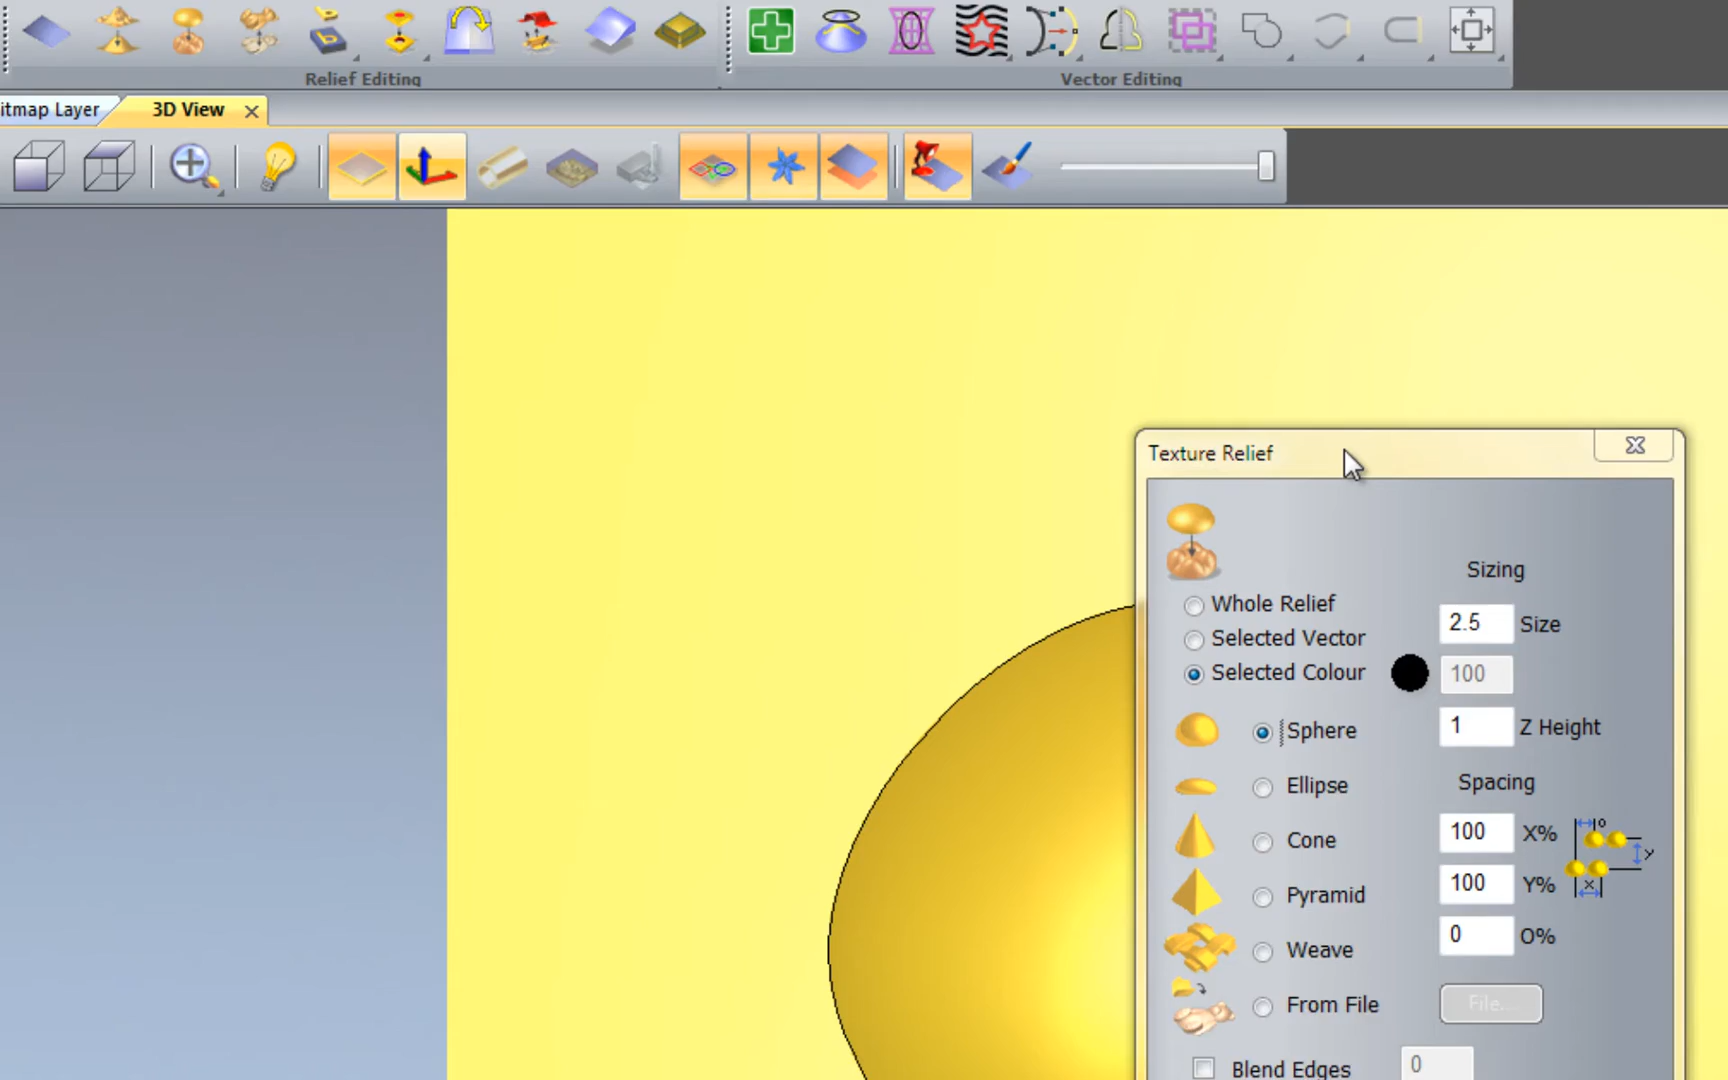 Relief Editing
Vector Editing
itmap Layer
3D View
Texture Relief
Sizing
Whole Relief
2.5 Size
Selected Vector
Selected Colour
100
Sphere
1 Z Height
Ellipse
Spacing
Cone
100 X%
Pyramid
100 Y%
Weave
0 O%
From File
File...
Blend Edges
0
o
Y
X